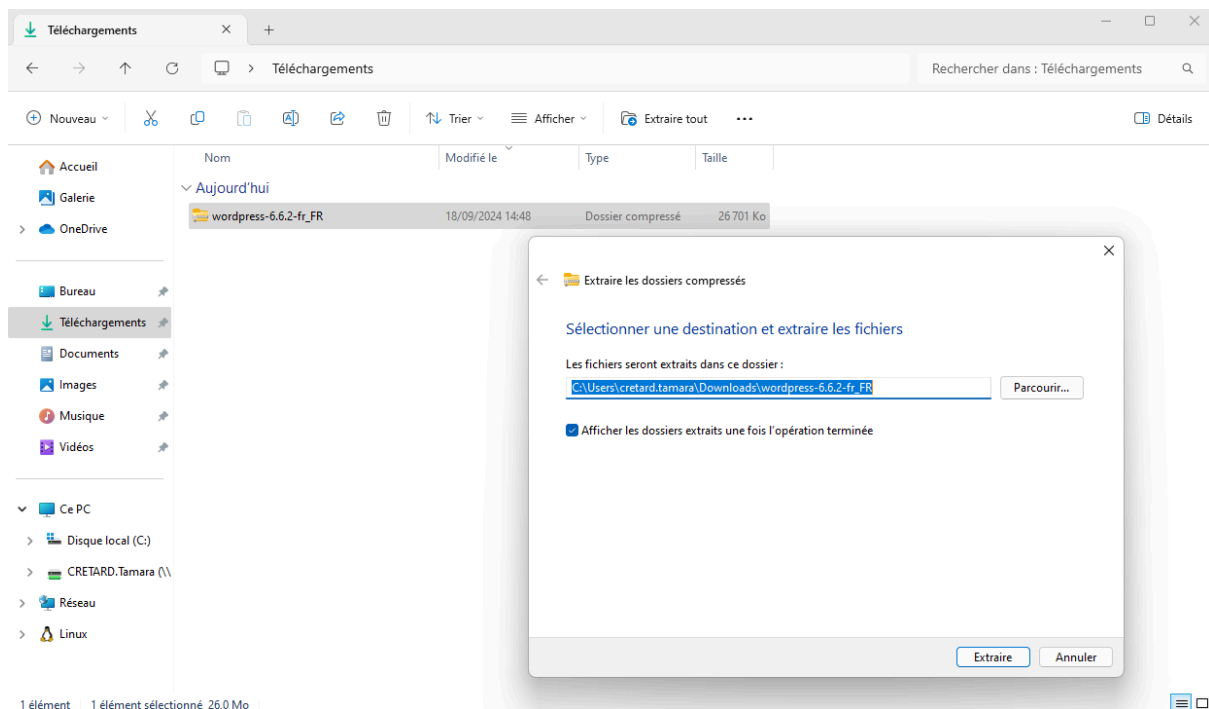 Téléchargements
Téléchargements
Rechercher dans : Téléchargements
Nouveau
Trier
Afficher
Extraire tout
Détails
Nom Modifié le Type Taille
Accueil
Galerie
OneDrive
Bureau
Téléchargements
Documents
Images
Musique
Vidéos
Ce PC
Disque local (C:)
CRETARD.Tamara (\\
Réseau
Linux
Aujourd'hui
wordpress-6.6.2-fr_FR 18/09/2024 14:48 Dossier compressé 26 701 Ko
Extraire les dossiers compressés
Sélectionner une destination et extraire les fichiers
Les fichiers seront extraits dans ce dossier :
C:\Users\cretard.tamara\Downloads\wordpress-6.6.2-fr_FR
Parcourir...
Afficher les dossiers extraits une fois l'opération terminée
Extraire Annuler
1 élément 1 élément sélectionné 26,0 Mo